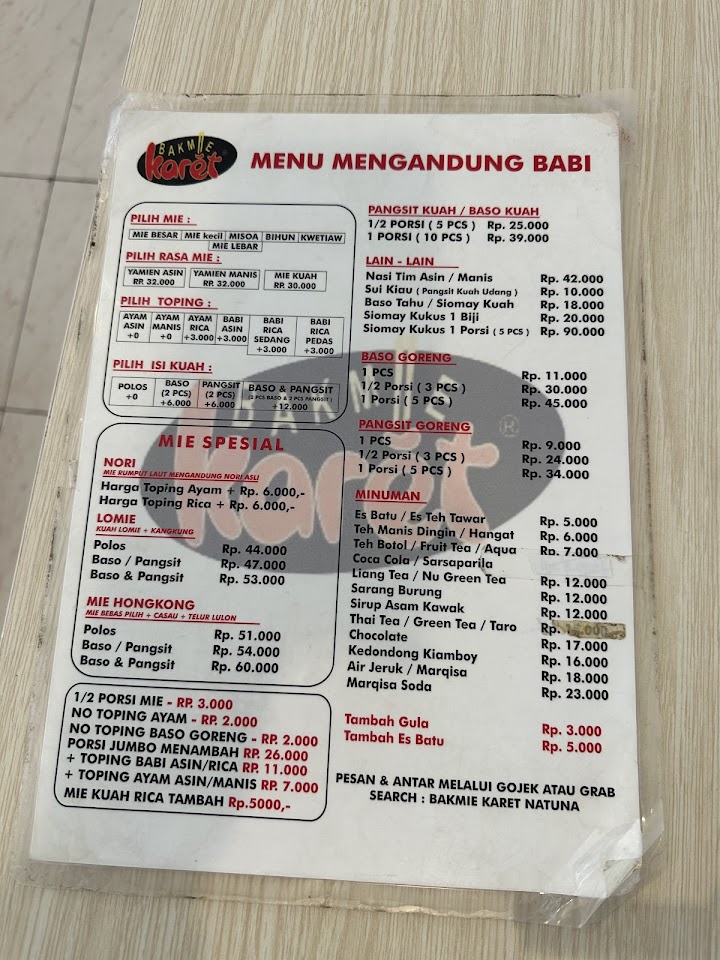 BAKMIE
karét
MENU MENGANDUNG BABI
PILIH MIE :
MIE BESAR MIE kecil MISOA BIHUN KWETIAW
MIE LEBAR
PILIH RASA MIE :
YAMIEN ASIN RP. 32.000
YAMIEN MANIS RP. 32.000
MIE KUAH RP. 30.000
PILIH TOPING :
AYAM ASIN +0
AYAM MANIS +0
AYAM RICA +3.000
BABI ASIN +3.000
BABI RICA SEDANG +3.000
BABI RICA PEDAS +3.000
PILIH ISI KUAH :
POLOS +0
BASO (2 PCS) +6.000
PANGSIT (2 PCS) +6.000
BASO & PANGSIT (2 PCS BASO & 2 PCS PANGSIT) +12.000
MIE SPESIAL
NORI
MIE RUMPUT LAUT MENGANDUNG NORI ASLI
Harga Toping Ayam + Rp. 6.000,-
Harga Toping Rica + Rp. 6.000,-
LOMIE
KUAH LOMIE + KANGKUNG
Polos Rp. 44.000
Baso / Pangsit Rp. 47.000
Baso & Pangsit Rp. 53.000
MIE HONGKONG
MIE BEBAS PILIH + CASAU + TELUR LULON
Polos Rp. 51.000
Baso / Pangsit Rp. 54.000
Baso & Pangsit Rp. 60.000
1/2 PORSI MIE - RP. 3.000
NO TOPING AYAM - RP. 2.000
NO TOPING BASO GORENG - RP. 2.000
PORSI JUMBO MENAMBAH RP. 26.000
+ TOPING BABI ASIN/RICA RP. 11.000
+ TOPING AYAM ASIN/MANIS RP. 7.000
MIE KUAH RICA TAMBAH Rp.5000,-
PANGSIT KUAH / BASO KUAH
1/2 PORSI ( 5 PCS ) Rp. 25.000
1 PORSI ( 10 PCS ) Rp. 39.000
LAIN - LAIN
Nasi Tim Asin / Manis Rp. 42.000
Sui Kiau ( Pangsit Kuah Udang ) Rp. 10.000
Baso Tahu / Siomay Kuah Rp. 18.000
Siomay Kukus 1 Biji Rp. 20.000
Siomay Kukus 1 Porsi ( 5 PCS ) Rp. 90.000
BASO GORENG
1 PCS Rp. 11.000
1/2 Porsi ( 3 PCS ) Rp. 30.000
1 Porsi ( 5 PCS ) Rp. 45.000
PANGSIT GORENG
1 PCS Rp. 9.000
1/2 Porsi ( 3 PCS ) Rp. 24.000
1 Porsi ( 5 PCS ) Rp. 34.000
MINUMAN
Es Batu / Es Teh Tawar Rp. 5.000
Teh Manis Dingin / Hangat Rp. 6.000
Teh Botol / Fruit Tea / Aqua Rp. 7.000
Coca Cola / Sarsaparila
Liang Tea / Nu Green Tea Rp. 12.000
Sarang Burung Rp. 12.000
Sirup Asam Kawak Rp. 12.000
Thai Tea / Green Tea / Taro Rp.
Chocolate Rp. 17.000
Kedondong Kiamboy Rp. 16.000
Air Jeruk / Marqisa Rp. 18.000
Marqisa Soda Rp. 23.000
Tambah Gula Rp. 3.000
Tambah Es Batu Rp. 5.000
PESAN & ANTAR MELALUI GOJEK ATAU GRAB
SEARCH : BAKMIE KARET NATUNA
BAKMIE
karét
®